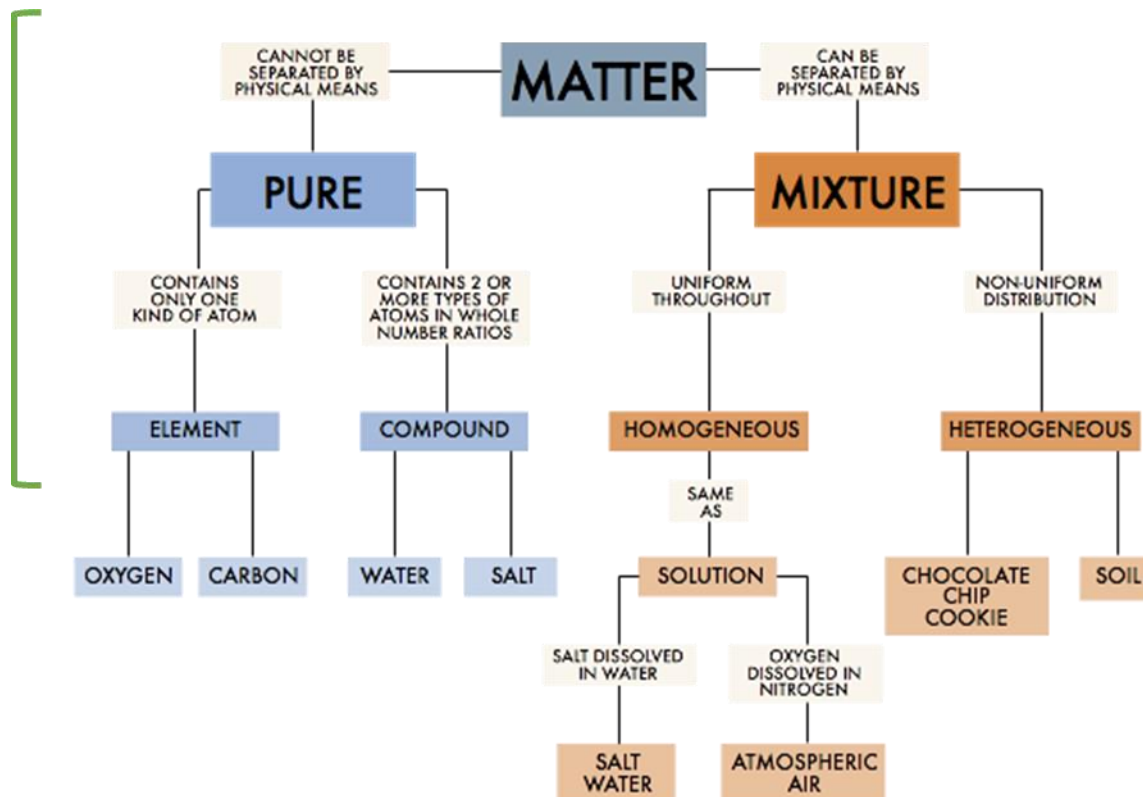 CANNOT BE
SEPARATED BY
PHYSICAL MEANS
MATTER
CAN BE
SEPARATED BY
PHYSICAL MEANS
PURE
MIXTURE
CONTAINS
ONLY ONE
KIND OF ATOM
CONTAINS 2 OR
MORE TYPES OF
ATOMS IN WHOLE
NUMBER RATIOS
UNIFORM
THROUGHOUT
NON-UNIFORM
DISTRIBUTION
ELEMENT
COMPOUND
HOMOGENEOUS
HETEROGENEOUS
SAME
AS
OXYGEN
CARBON
WATER
SALT
SOLUTION
CHOCOLATE
CHIP
COOKIE
SOIL
SALT DISSOLVED
IN WATER
OXYGEN
DISSOLVED IN
NITROGEN
SALT
WATER
ATMOSPHERIC
AIR